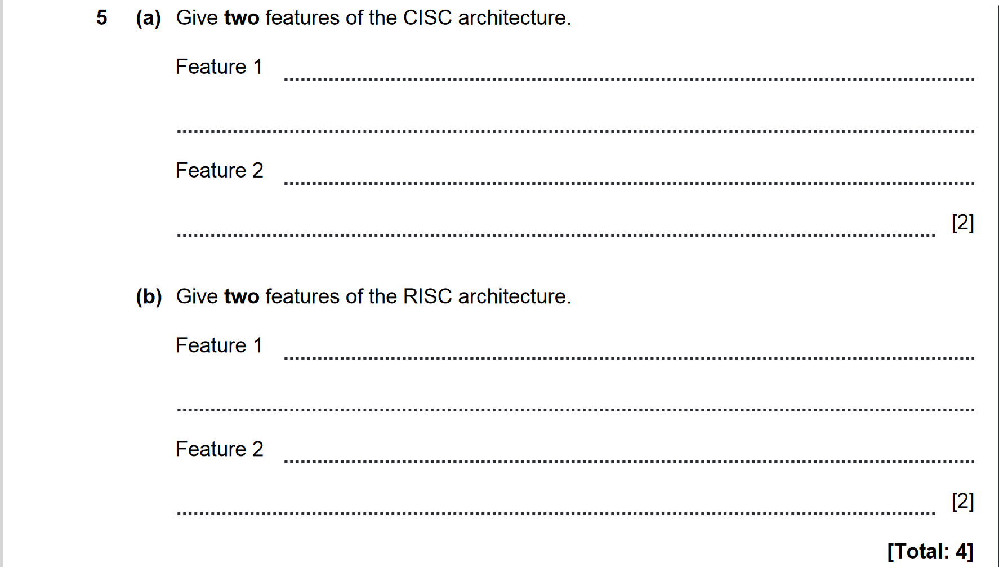 5 (a) Give two features of the CISC architecture.
Feature 1
Feature 2
[2]
(b) Give two features of the RISC architecture.
Feature 1
Feature 2
[2]
[Total: 4]